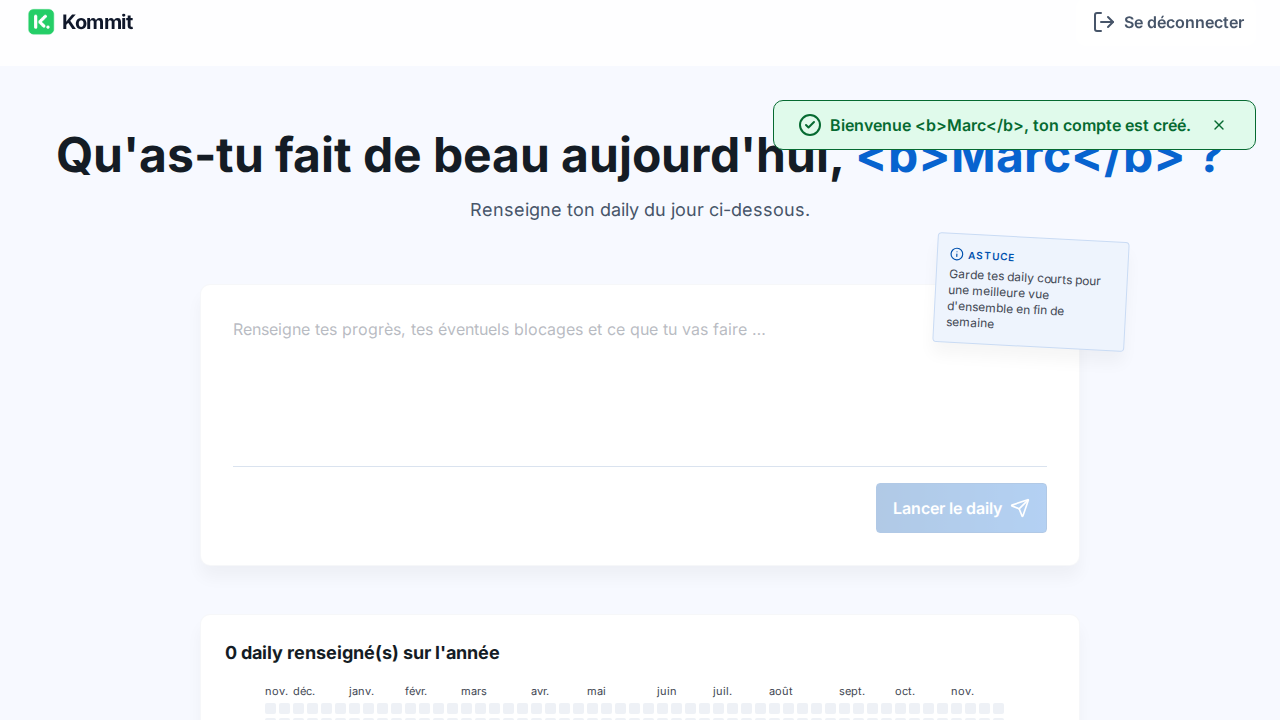 Kommit
Se déconnecter
Bienvenue <b>Marc</b>, ton compte est créé.
Qu'as-tu fait de beau aujourd'hui, <b>Marc</b> ?
Renseigne ton daily du jour ci-dessous.
ASTUCE
Garde tes daily courts pour
une meilleure vue
d'ensemble en fin de
semaine
Renseigne tes progrès, tes éventuels blocages et ce que tu vas faire ...
Lancer le daily
0 daily renseigné(s) sur l'année
nov. déc. janv. févr. mars avr. mai juin juil. août sept. oct. nov.